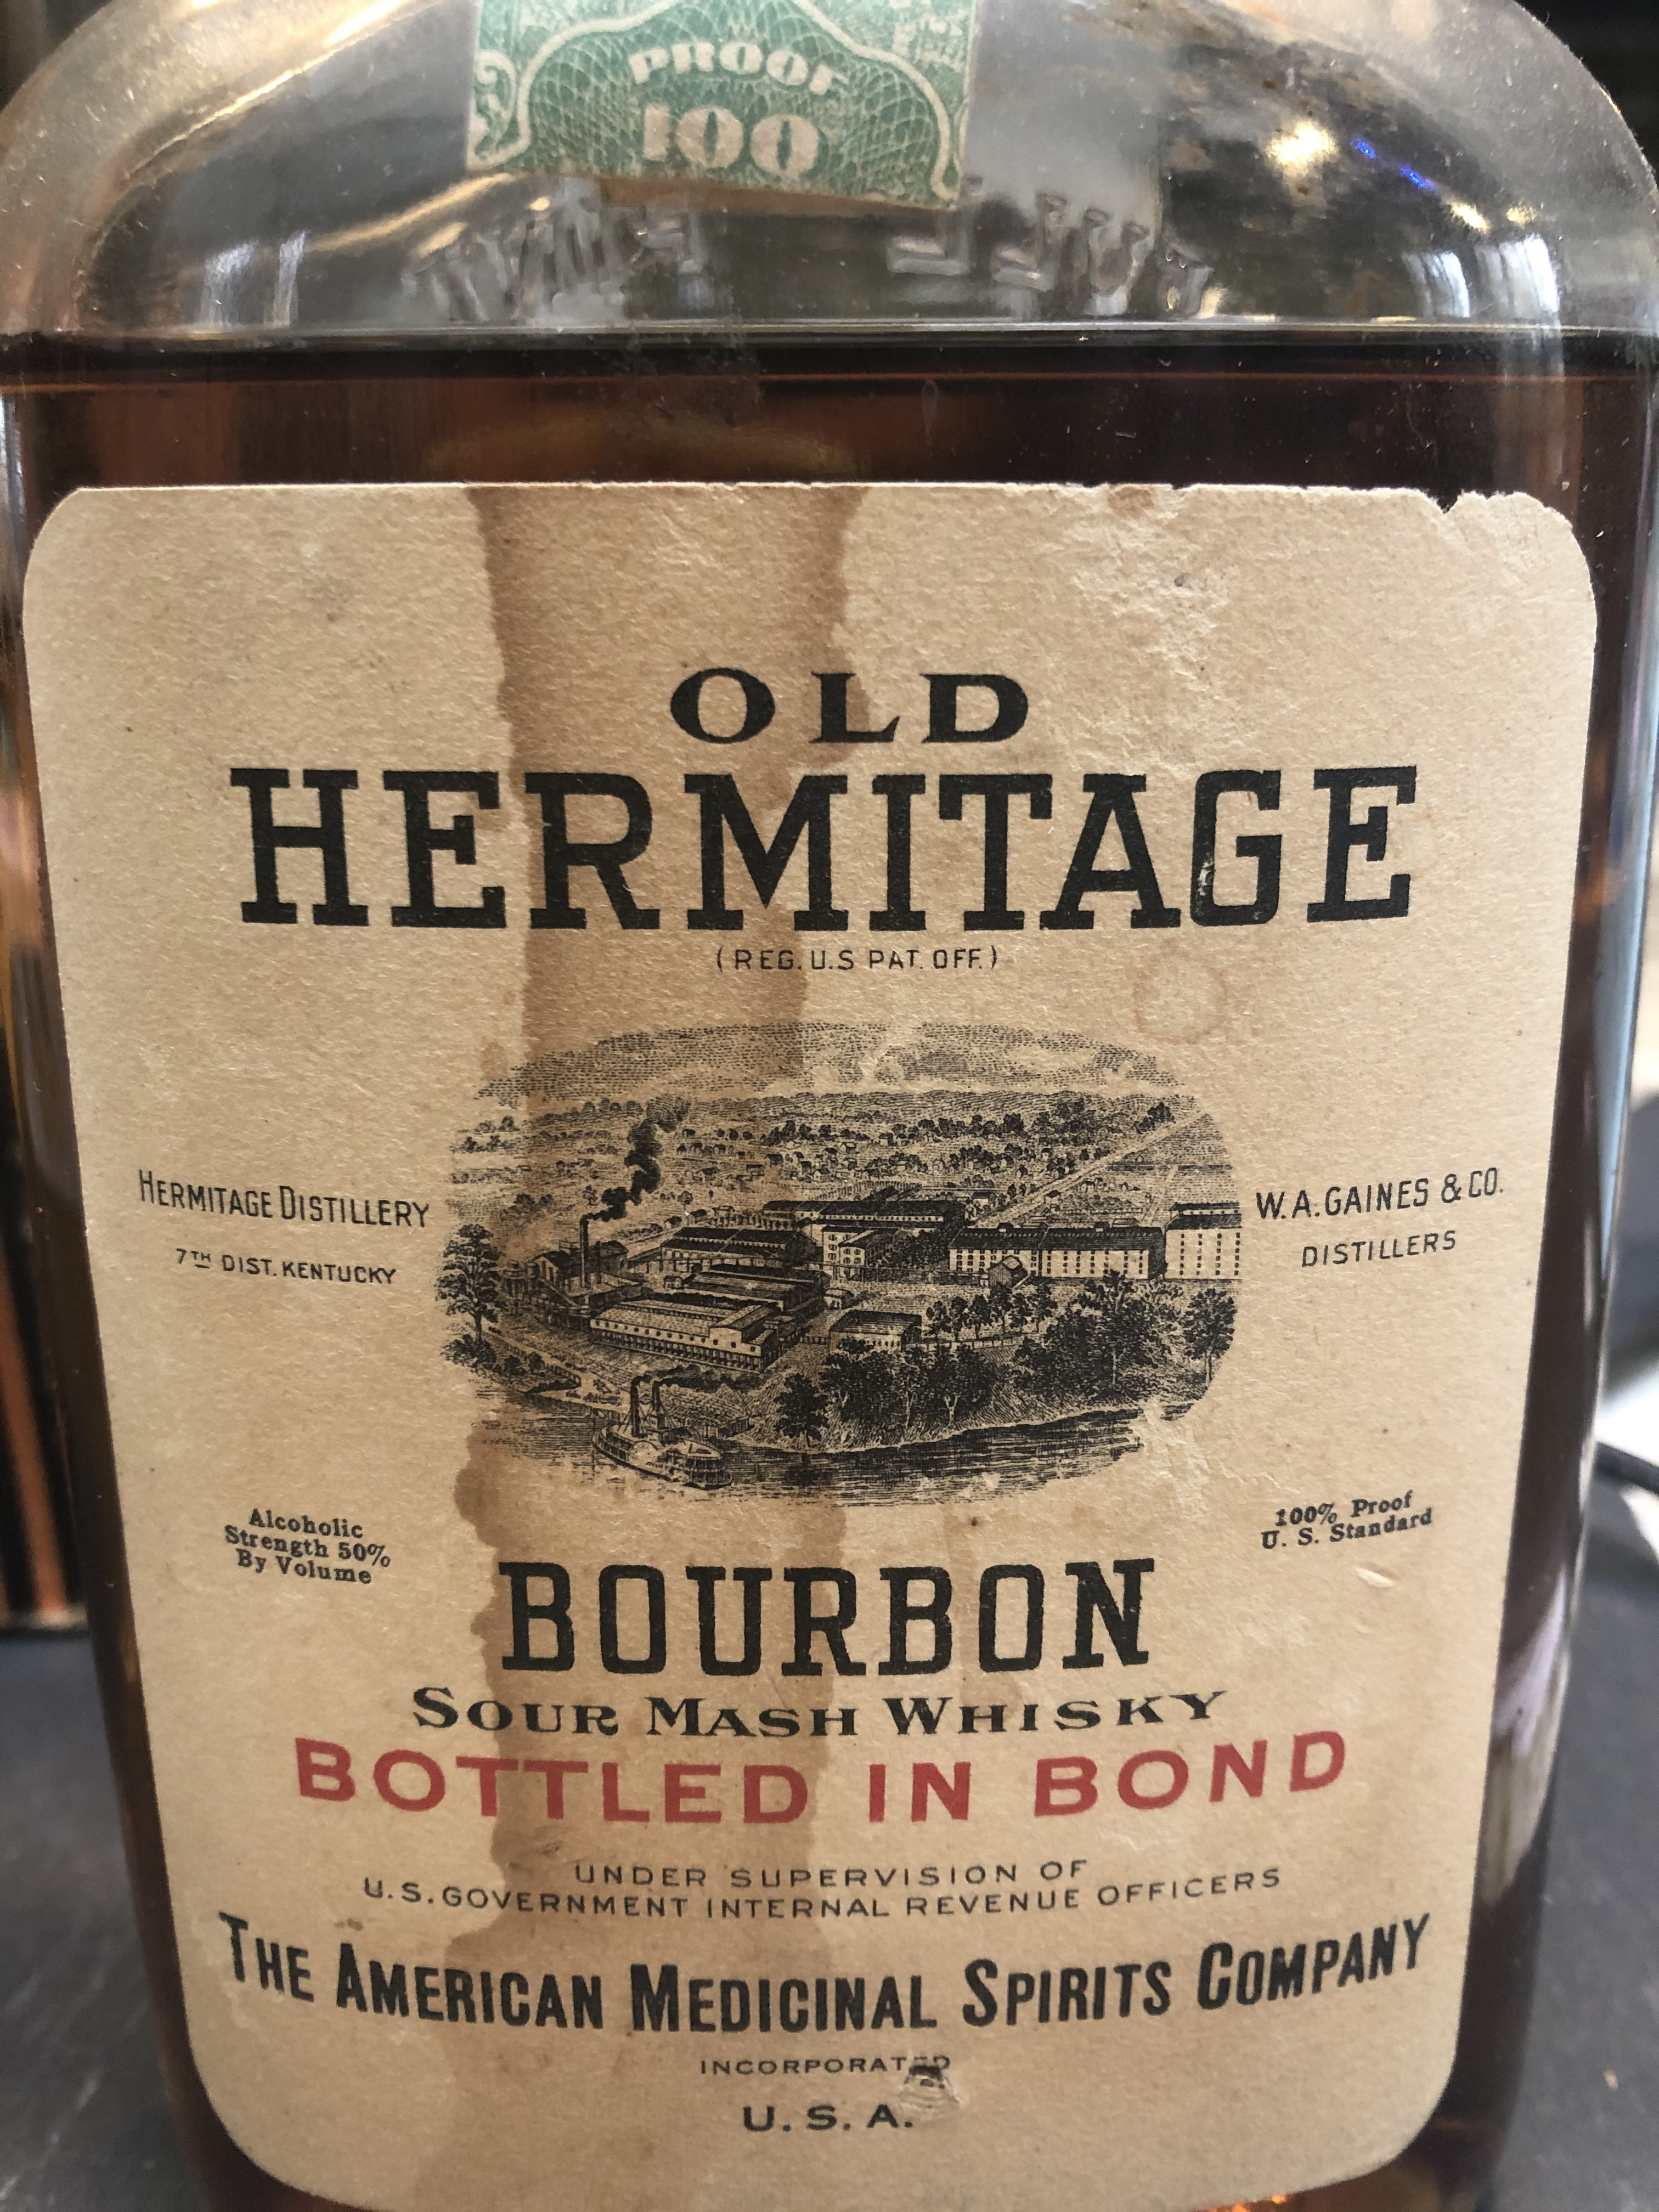 PROOF
100
OLD
HERMITAGE
(REG. U.S PAT. OFF.)
HERMITAGE DISTILLERY
7TH DIST. KENTUCKY
W. A. GAINES & CO.
DISTILLERS
Alcoholic
Strength 50%
By Volume
100% Proof
U. S. Standard
BOURBON
SOUR MASH WHISKY
BOTTLED IN BOND
UNDER SUPERVISION OF
U.S. GOVERNMENT INTERNAL REVENUE OFFICERS
THE AMERICAN MEDICINAL SPIRITS COMPANY
INCORPORATED
U. S. A.